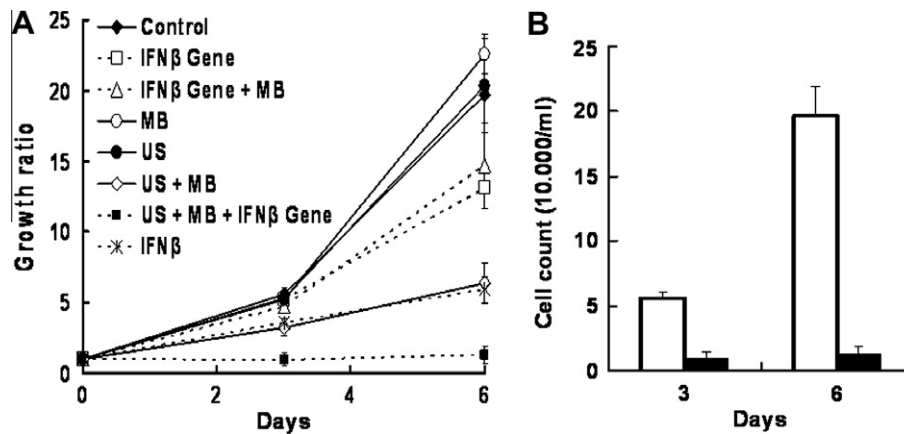 A
Growth ratio
25
20
15
10
5
0
0
2
4
6
Days
Control
IFNβ Gene
IFNβ Gene + MB
MB
US
US + MB
US + MB + IFNβ Gene
IFNβ
B
Cell count (10.000/ml)
25
20
15
10
5
0
3
6
Days